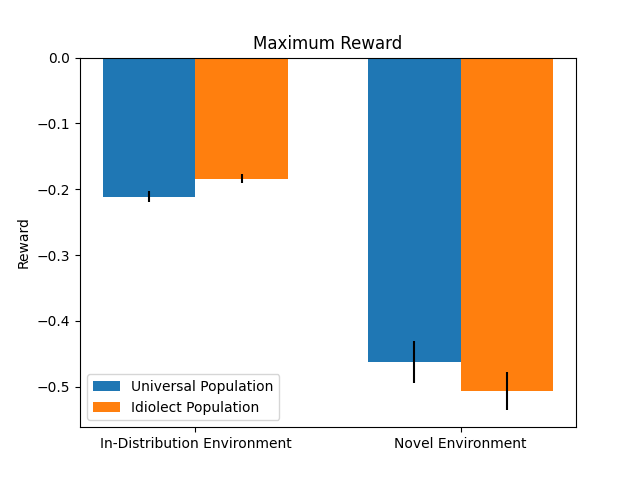 Maximum Reward
Reward
0.0
−0.1
−0.2
−0.3
−0.4
−0.5
Universal Population
Idiolect Population
In-Distribution Environment
Novel Environment